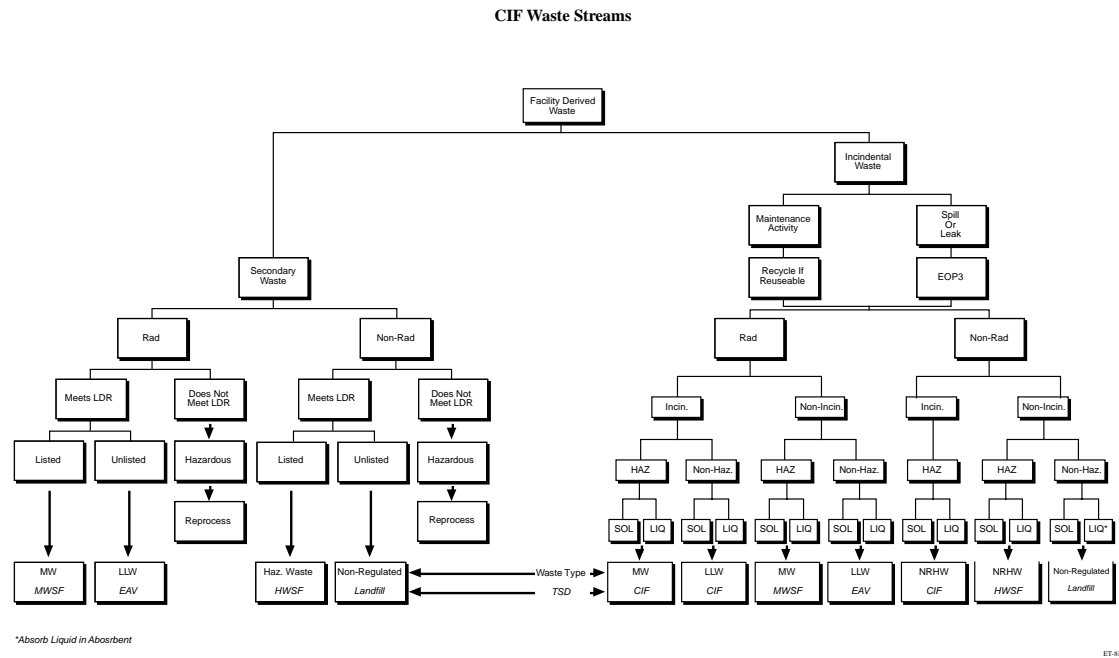 CIF Waste Streams
Facility Derived
Waste
Incindental
Waste
Maintenance
Activity
Spill
Or
Leak
Secondary
Waste
Recycle If
Reuseable
EOP3
Rad
Non-Rad
Rad
Non-Rad
Meets LDR
Does Not
Meet LDR
Meets LDR
Does Not
Meet LDR
Incin.
Non-Incin.
Incin.
Non-Incin.
Listed
Unlisted
Hazardous
Listed
Unlisted
Hazardous
HAZ
Non-Haz.
HAZ
Non-Haz.
HAZ
HAZ
Non-Haz.
Reprocess
Reprocess
SOL
LIQ
SOL
LIQ
SOL
LIQ
SOL
LIQ
SOL
LIQ
SOL
LIQ
SOL
LIQ*
MW
MWSF
LLW
EAV
Haz. Waste
HWSF
Non-Regulated
Landfill
Waste Type
TSD
MW
CIF
LLW
CIF
MW
MWSF
LLW
EAV
NRHW
CIF
NRHW
HWSF
Non-Regulated
Landfill
*Absorb Liquid in Abosrbent